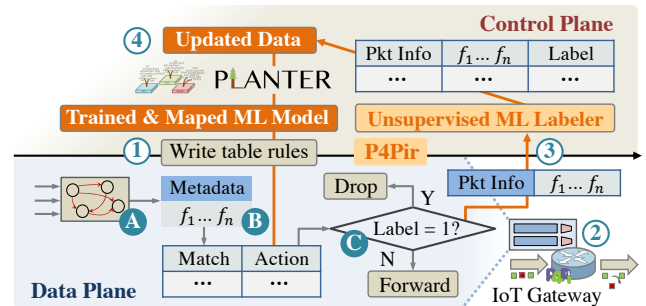 Control Plane
④ Updated Data
Pkt Info f₁... fₙ Label
... ... ...
PLANTER
Trained & Maped ML Model
Unsupervised ML Labeler
① Write table rules
P4Pir
③
Pkt Info f₁... fₙ
Drop
Y
Metadata
f₁... fₙ
A
B
C
Label = 1?
②
Match Action
... ...
N
Forward
P4Pi
IoT Gateway
Data Plane